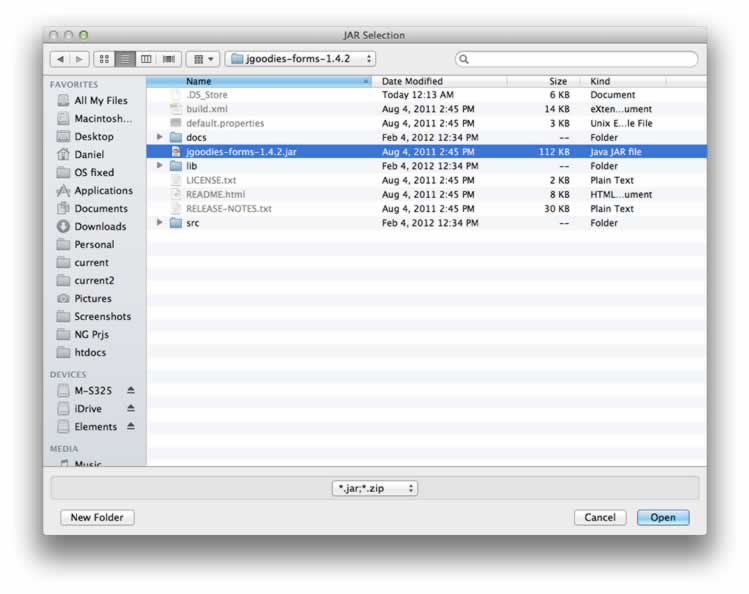 JAR Selection
jgoodies-forms-1.4.2
FAVORITES
All My Files
Macintosh...
Desktop
Daniel
OS fixed
Applications
Documents
Downloads
Personal
current
current2
Pictures
Screenshots
NG Prjs
htdocs
DEVICES
M-S325
iDrive
Elements
MEDIA
Music
Name Date Modified Size Kind
.DS_Store Today 12:13 AM 6 KB Document
build.xml Aug 4, 2011 2:45 PM 14 KB eXten...ument
default.properties Aug 4, 2011 2:45 PM 3 KB Unix E...le File
docs Feb 4, 2012 12:34 PM -- Folder
jgoodies-forms-1.4.2.jar Aug 4, 2011 2:45 PM 112 KB Java JAR file
lib Feb 4, 2012 12:34 PM -- Folder
LICENSE.txt Aug 4, 2011 2:45 PM 2 KB Plain Text
README.html Aug 4, 2011 2:45 PM 8 KB HTML...ument
RELEASE-NOTES.txt Aug 4, 2011 2:45 PM 30 KB Plain Text
src Feb 4, 2012 12:34 PM -- Folder
*.jar;*.zip
New Folder Cancel Open